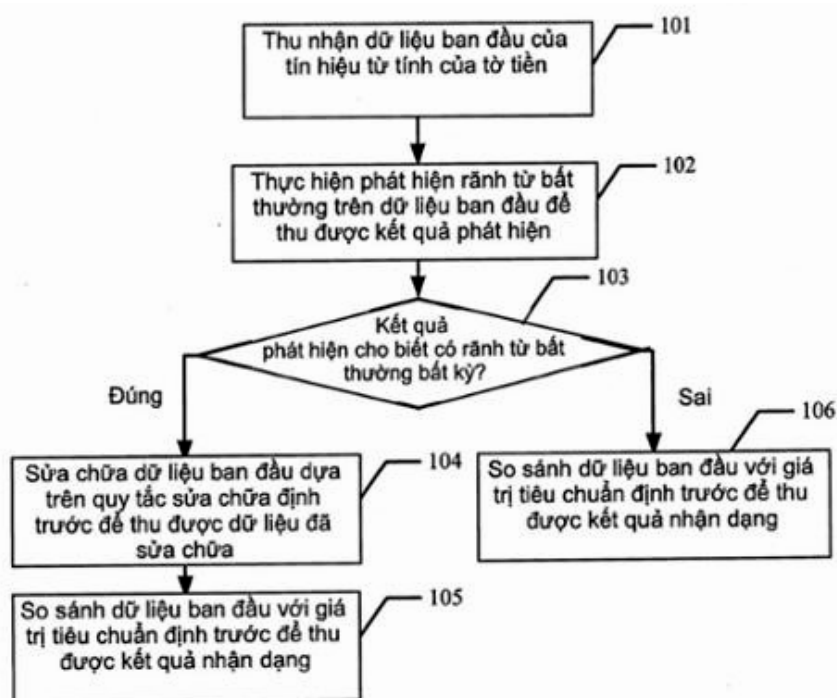 101
Thu nhận dữ liệu ban đầu của
tín hiệu từ tính của tờ tiền
102
Thực hiện phát hiện rãnh từ bất
thường trên dữ liệu ban đầu để
thu được kết quả phát hiện
103
Kết quả
phát hiện cho biết có rãnh từ bất
thường bất kỳ?
Đúng
Sai
104
Sửa chữa dữ liệu ban đầu dựa
trên quy tắc sửa chữa định
trước để thu được dữ liệu đã
sửa chữa
106
So sánh dữ liệu ban đầu với giá
trị tiêu chuẩn định trước để thu
được kết quả nhận dạng
105
So sánh dữ liệu ban đầu với giá
trị tiêu chuẩn định trước để thu
được kết quả nhận dạng